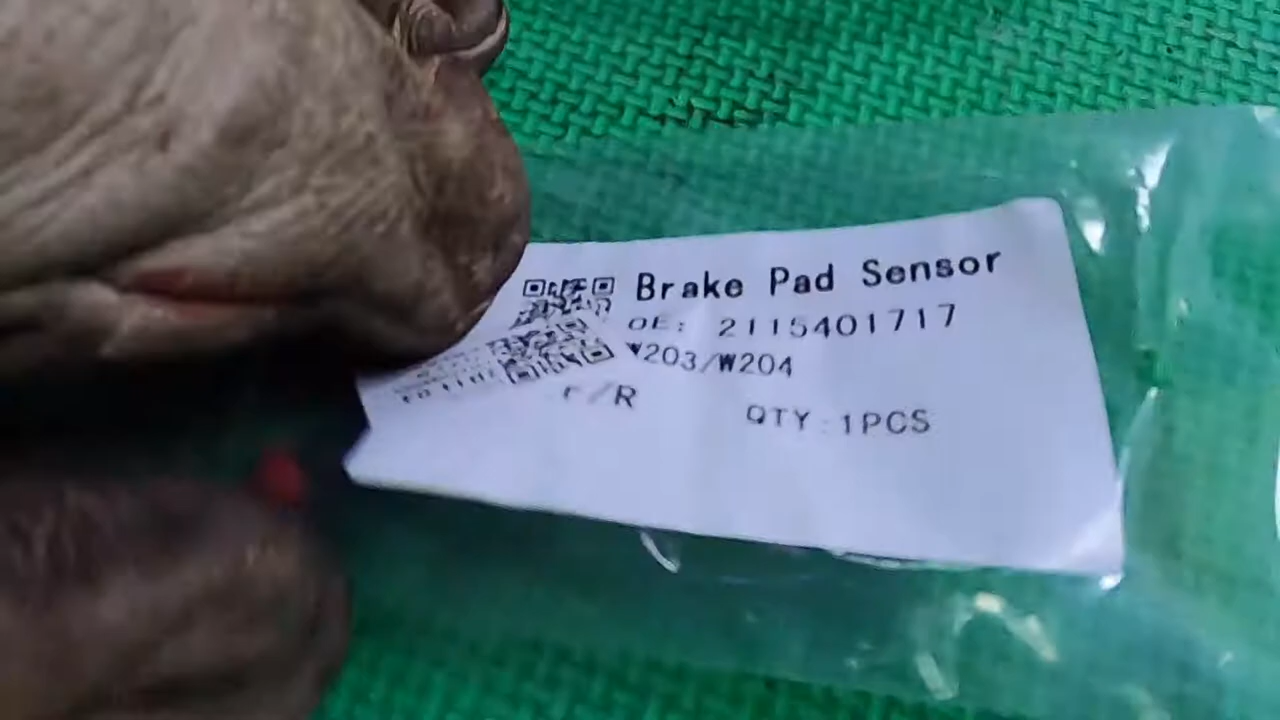 Brake Pad Sensor
OE: 2115401717
W203/W204
F/R
QTY:1PCS